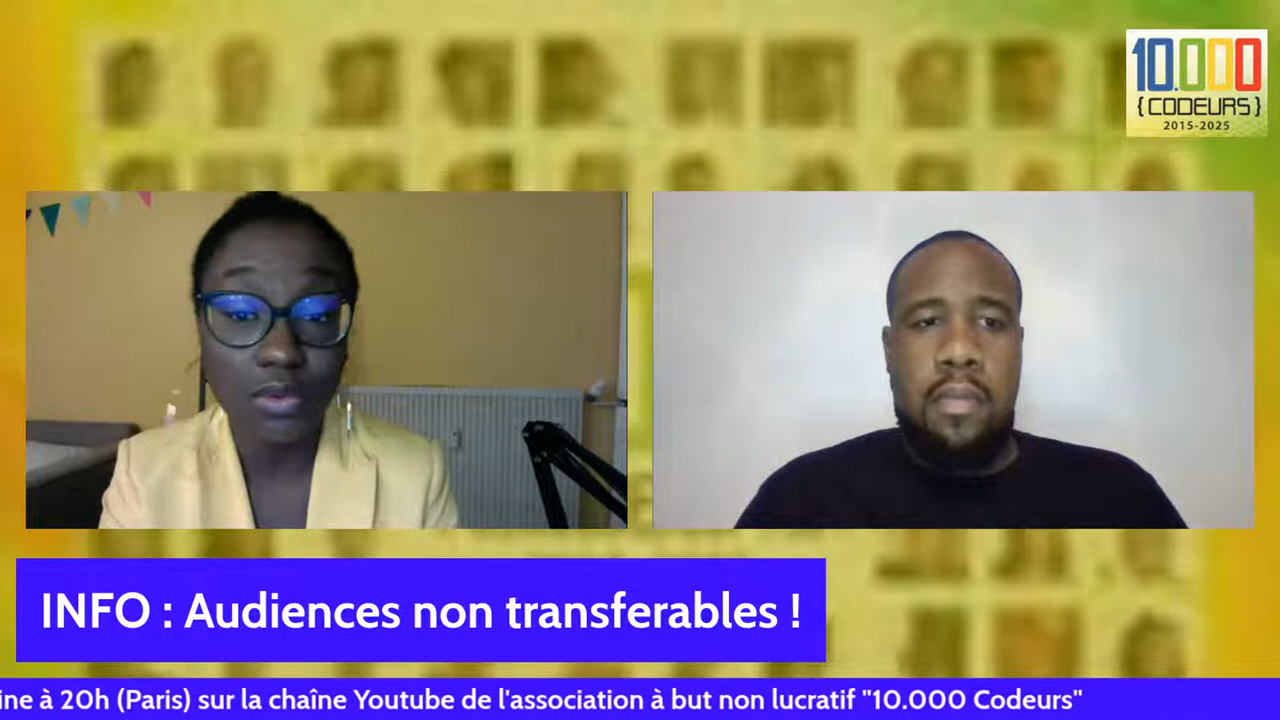 10.000
{CODEURS}
2015-2025
INFO : Audiences non transferables !
ine à 20h (Paris) sur la chaîne Youtube de l'association à but non lucratif "10.000 Codeurs"